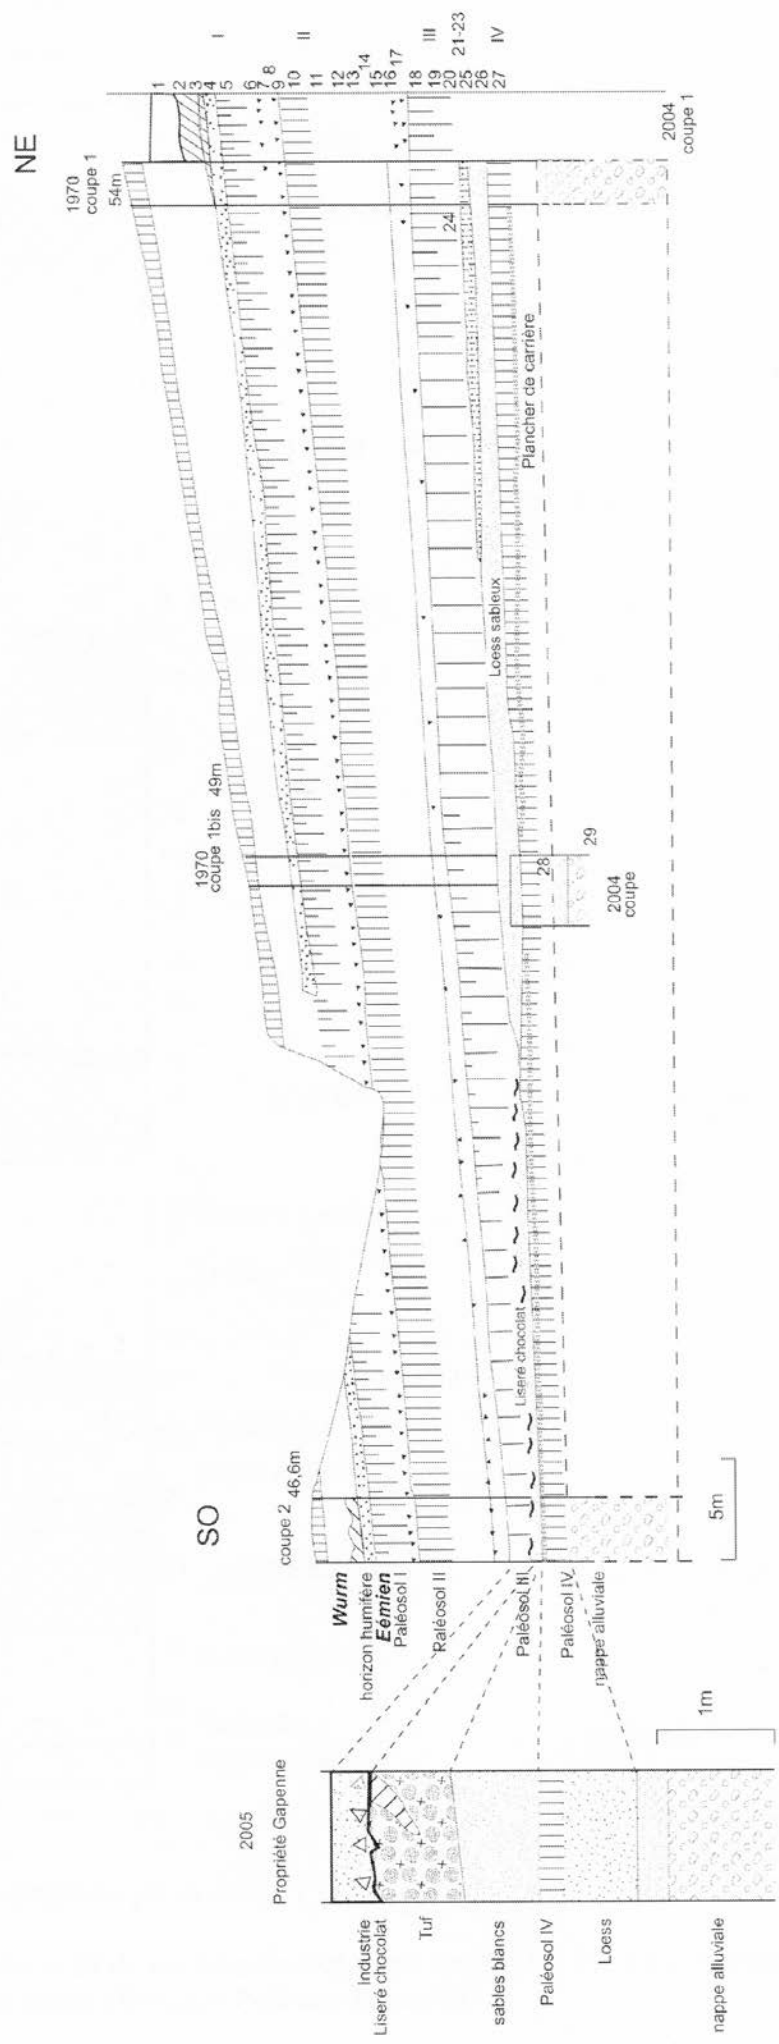 SO
NE
coupe 2
46,6m
1970
coupe 1bis 49m
1970
coupe 1
54m
1
2
3
4
5
6
7
8
9
10
11
12
13
14
15
16
17
18
19
20
21-23
25
26
27
I
II
III
IV
24
28
29
Wurm
horizon humifère
Eémien
Paléosol I
Raléosol II
Paléosol III
Paléosol IV
nappe alluviale
Liseré chocolat
Loess sableux
Plancher de carrière
2004
coupe
2004
coupe 1
5m
1m
2005
Propriété Gapenne
Industrie
Liseré chocolat
Tuf
sables blancs
Paléosol IV
Loess
nappe alluviale